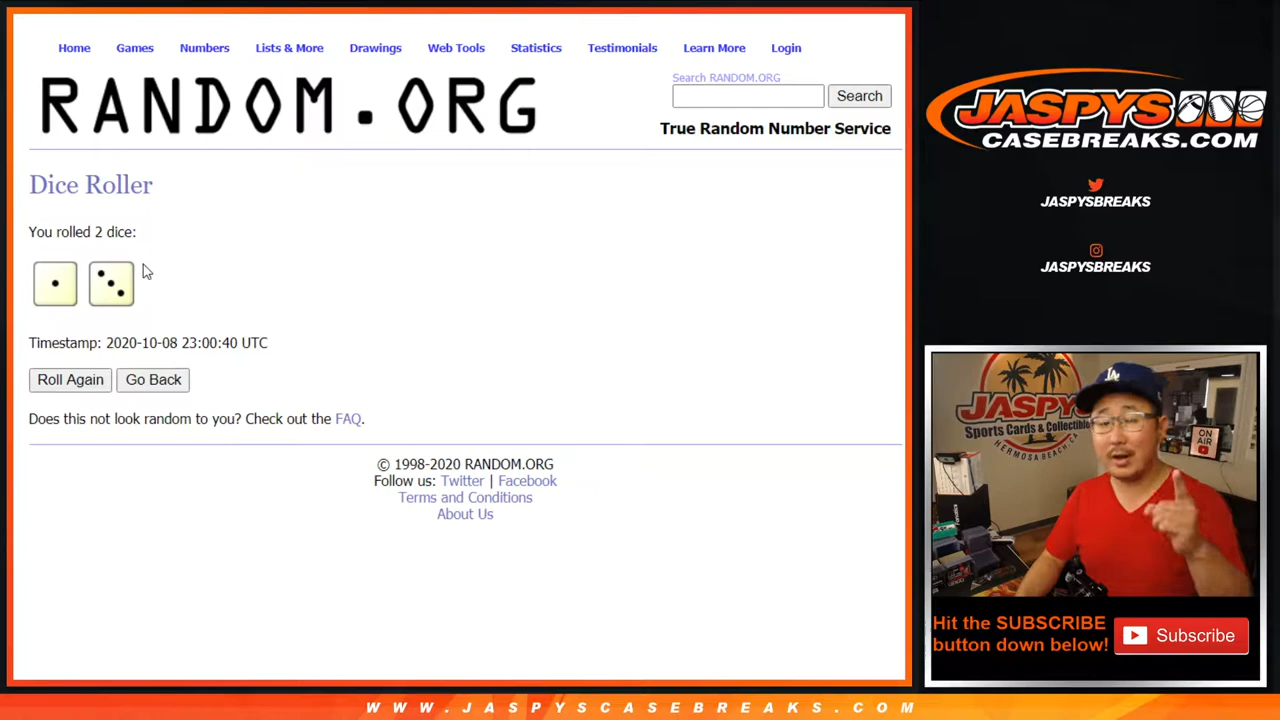 Home Games Numbers Lists & More Drawings Web Tools Statistics Testimonials Learn More Login
RANDOM.ORG
Search RANDOM.ORG
Search
True Random Number Service
Dice Roller
You rolled 2 dice:
Timestamp: 2020-10-08 23:00:40 UTC
Roll Again Go Back
Does this not look random to you? Check out the FAQ.
© 1998-2020 RANDOM.ORG
Follow us: Twitter | Facebook
Terms and Conditions
About Us
JASPYS
CASEBREAKS.COM
JASPYSBREAKS
JASPYSBREAKS
JASPYS
Sports Cards & Collectible
HERMOSA BEACH, CA
ON
AIR
Fanatics
LA
Hit the SUBSCRIBE
button down below!
Subscribe
WWW.JASPYSCASEBREAKS.COM